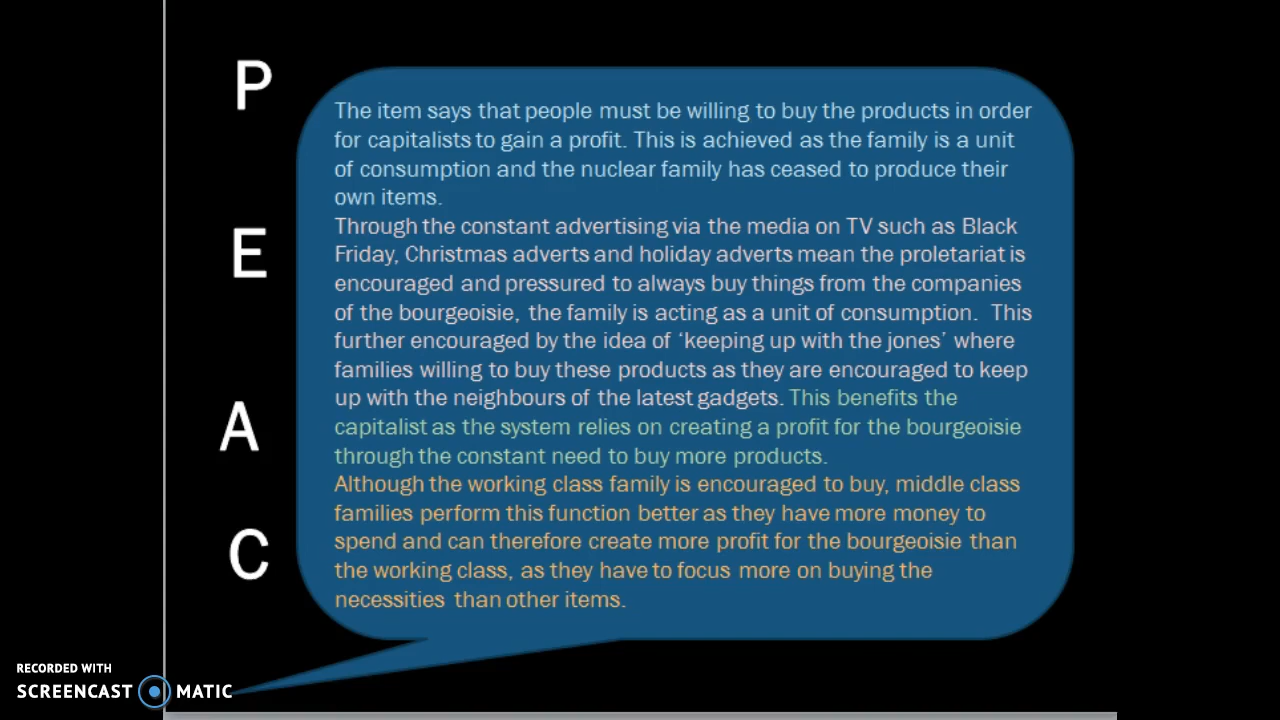 P
The item says that people must be willing to buy the products in order
for capitalists to gain a profit. This is achieved as the family is a unit
of consumption and the nuclear family has ceased to produce their
own items.
E
Through the constant advertising via the media on TV such as Black
Friday, Christmas adverts and holiday adverts mean the proletariat is
encouraged and pressured to always buy things from the companies
of the bourgeoisie, the family is acting as a unit of consumption. This
further encouraged by the idea of ‘keeping up with the jones’ where
families willing to buy these products as they are encouraged to keep
up with the neighbours of the latest gadgets. This benefits the
A
capitalist as the system relies on creating a profit for the bourgeoisie
through the constant need to buy more products.
Although the working class family is encouraged to buy, middle class
families perform this function better as they have more money to
C
spend and can therefore create more profit for the bourgeoisie than
the working class, as they have to focus more on buying the
necessities than other items.
RECORDED WITH
SCREENCAST MATIC